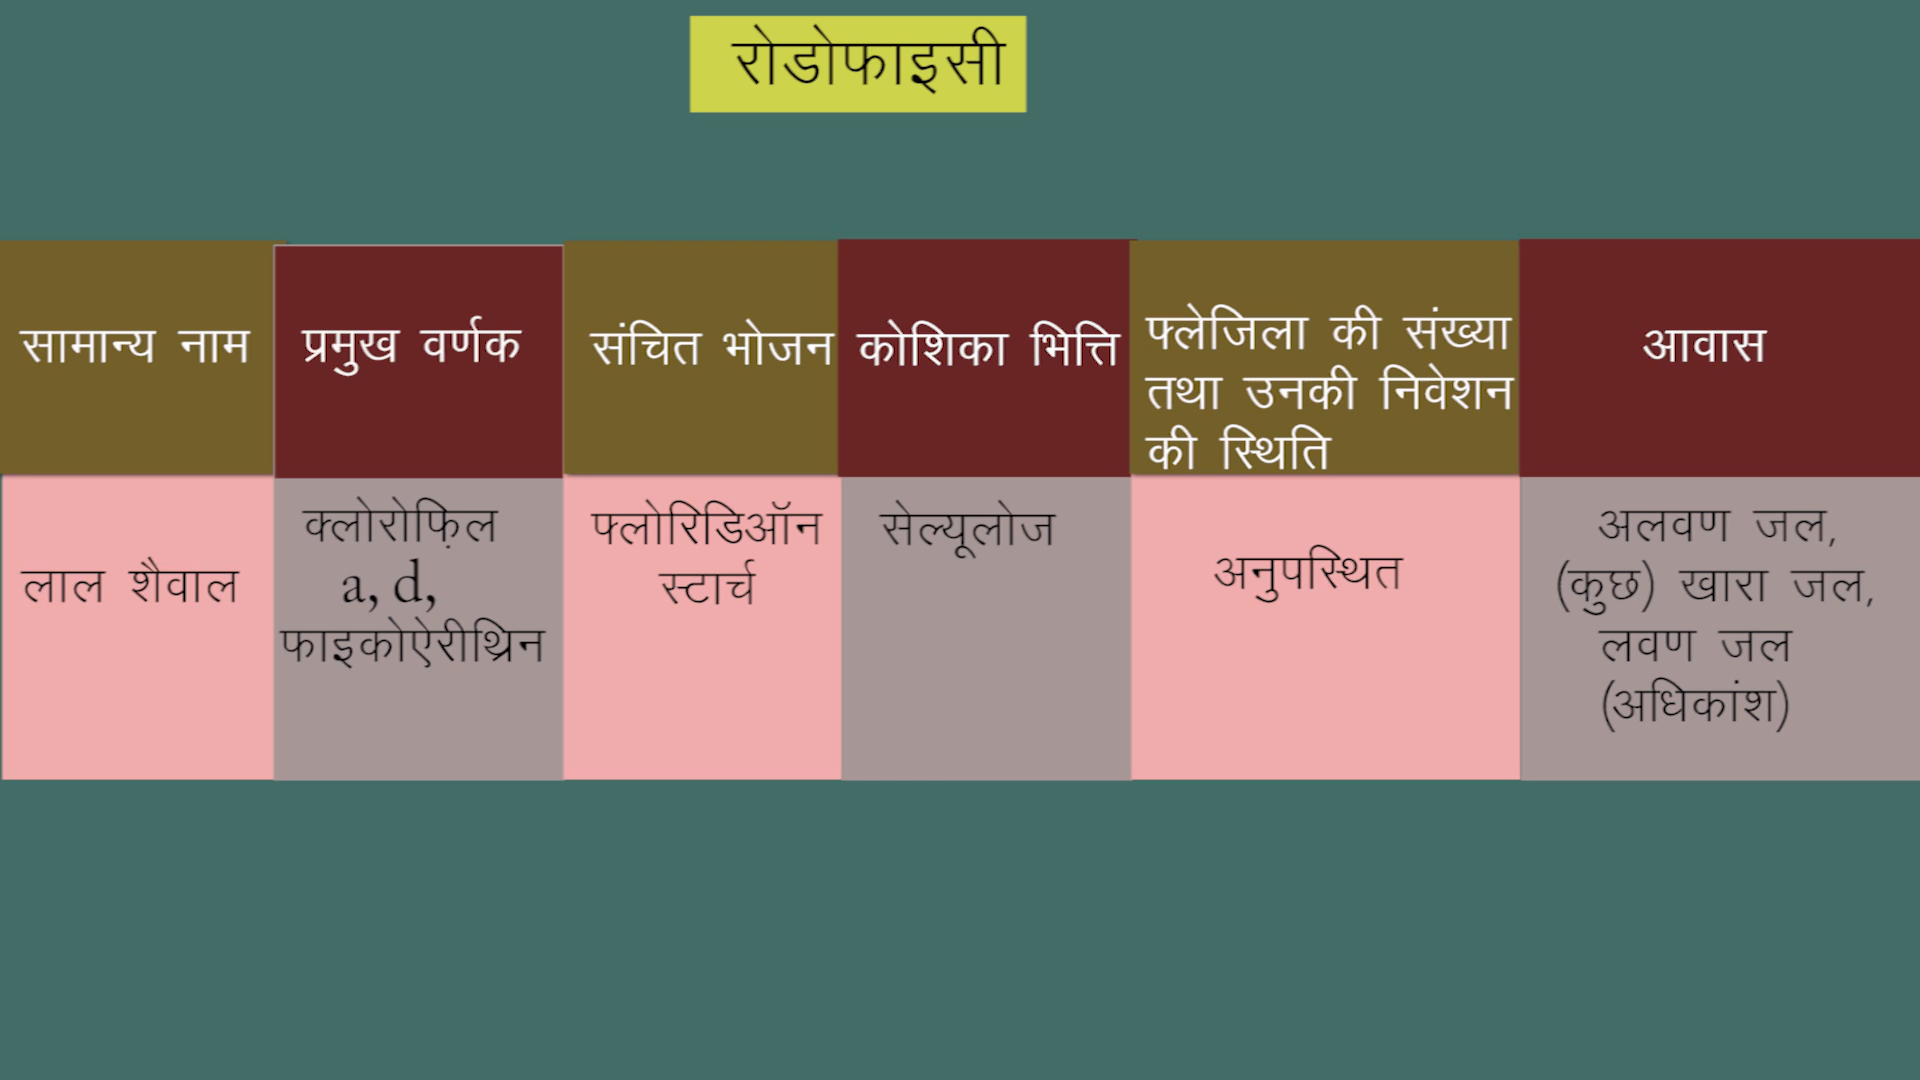 रोडोफाइसी
सामान्य नाम
प्रमुख वर्णक
संचित भोजन
कोशिका भित्ति
फ्लेजिला की संख्या
तथा उनकी निवेशन
की स्थिति
आवास
लाल शैवाल
क्लोरोफ़िल
a, d,
फाइकोऐरीथ्रिन
फ्लोरिडिऑन
स्टार्च
सेल्यूलोज
अनुपस्थित
अलवण जल,
(कुछ) खारा जल,
लवण जल
(अधिकांश)